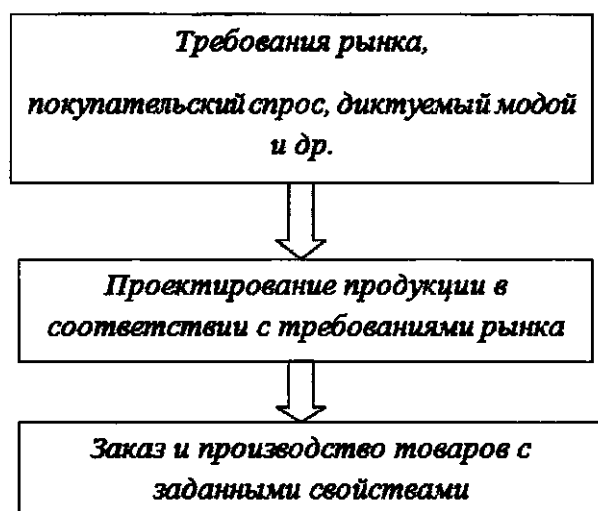 Требования рынка,
покупательский спрос, диктуемый модой
и др.
Проектирование продукции в
соответствии с требованиями рынка
Заказ и производство товаров с
заданными свойствами